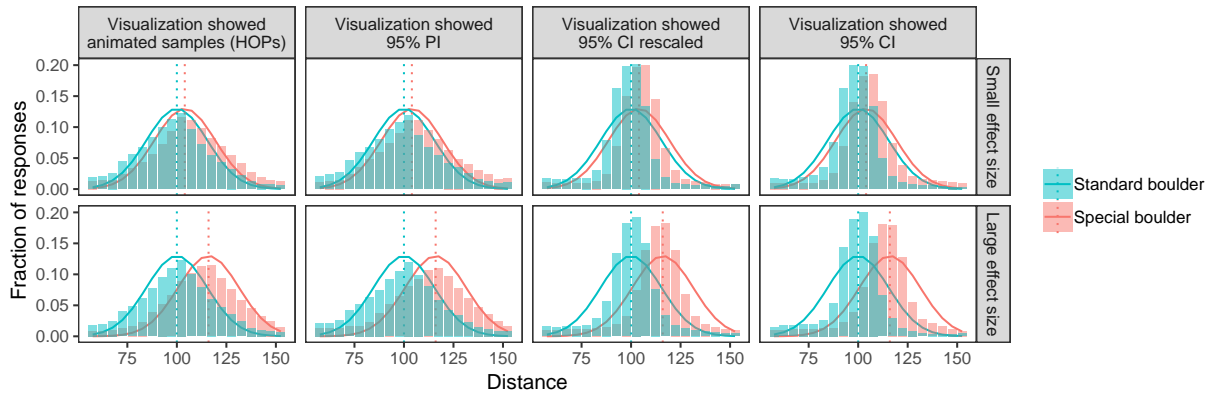 Visualization showed
animated samples (HOPs)
Visualization showed
95% PI
Visualization showed
95% CI rescaled
Visualization showed
95% CI
Fraction of responses
0.20
0.15
0.10
0.05
0.00
Small effect size
0.20
0.15
0.10
0.05
0.00
Large effect size
75 100 125 150
75 100 125 150
75 100 125 150
75 100 125 150
Distance
Standard boulder
Special boulder